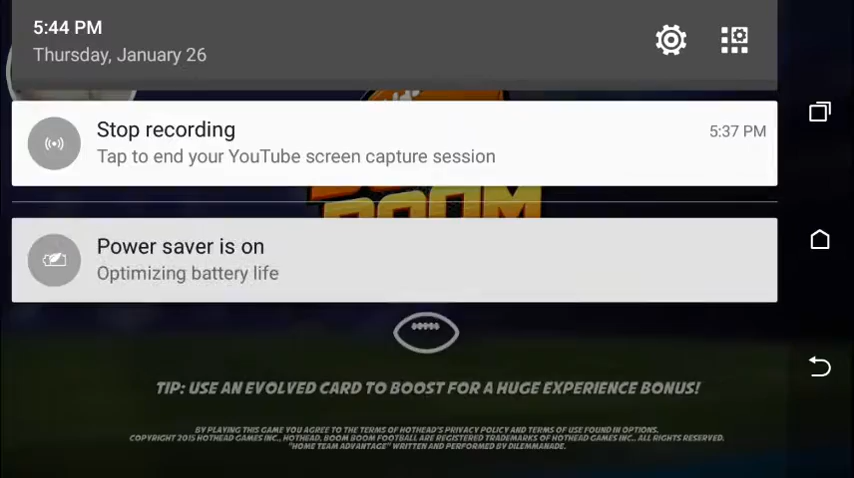 5:44 PM
Thursday, January 26
Stop recording
5:37 PM
Tap to end your YouTube screen capture session
BOOM
Power saver is on
Optimizing battery life
TIP: USE AN EVOLVED CARD TO BOOST FOR A HUGE EXPERIENCE BONUS!
BY PLAYING THIS GAME YOU AGREE TO THE TERMS OF HOTHEAD'S PRIVACY POLICY AND TERMS OF USE FOUND IN OPTIONS.
COPYRIGHT 2015 HOTHEAD GAMES INC., HOTHEAD, BOOM BOOM FOOTBALL ARE REGISTERED TRADEMARKS OF HOTHEAD GAMES INC., ALL RIGHTS RESERVED.
"HOME TEAM ADVANTAGE" WRITTEN AND PERFORMED BY DILEMMANADE.